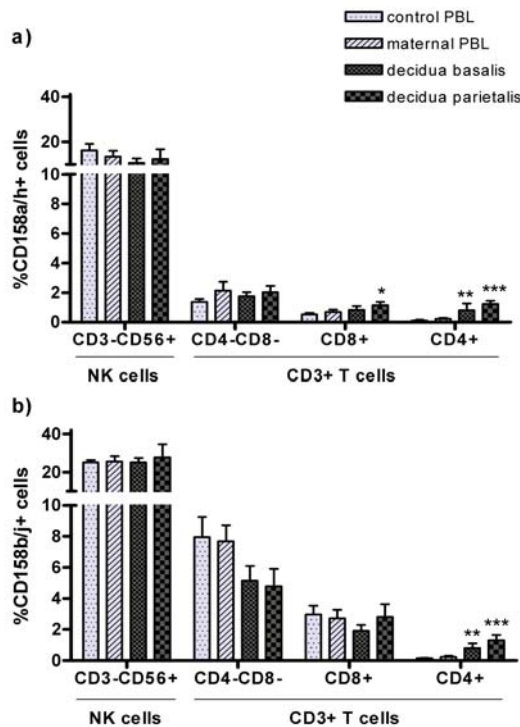 control PBL
maternal PBL
decidua basalis
decidua parietalis
a)
%CD158a/h+ cells
40
20
10
8
6
4
2
0
*
**
***
CD3-CD56+
CD4-CD8-
CD8+
CD4+
NK cells
CD3+ T cells
b)
%CD158b/j+ cells
40
20
8
6
4
2
0
**
***
CD3-CD56+
CD4-CD8-
CD8+
CD4+
NK cells
CD3+ T cells